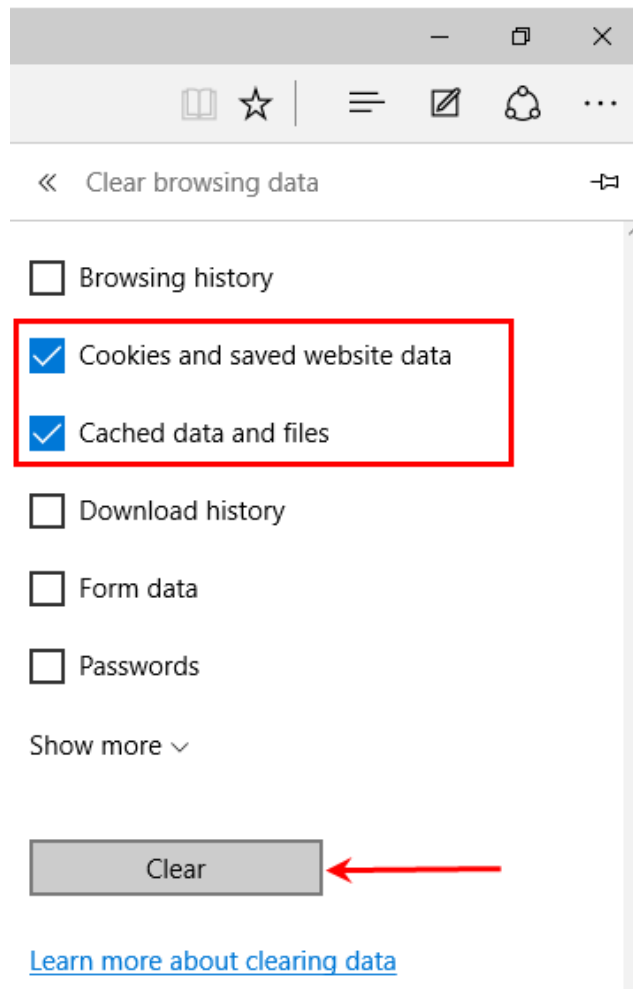 Clear browsing data
Browsing history
Cookies and saved website data
Cached data and files
Download history
Form data
Passwords
Show more
Clear
Learn more about clearing data